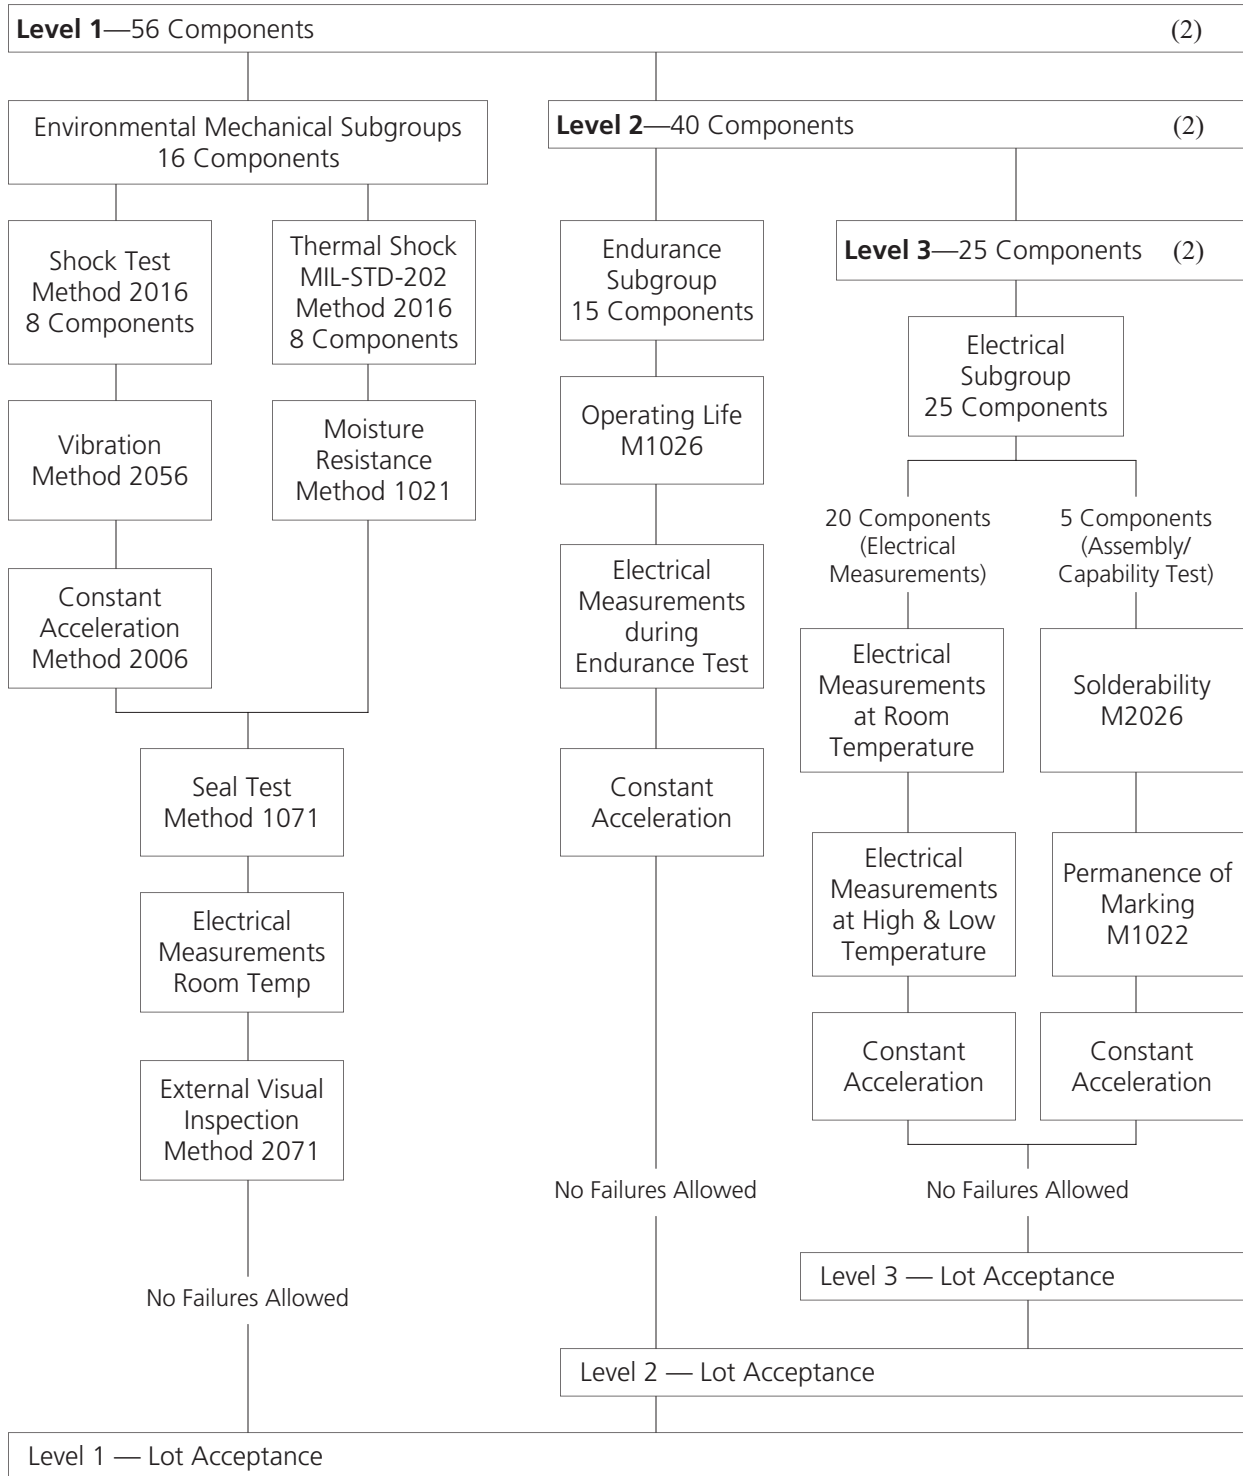 Level 1—56 Components (2)
Environmental Mechanical Subgroups
16 Components
Level 2—40 Components (2)
Shock Test
Method 2016
8 Components
Thermal Shock
MIL-STD-202
Method 2016
8 Components
Endurance
Subgroup
15 Components
Level 3—25 Components (2)
Electrical
Subgroup
25 Components
Vibration
Method 2056
Moisture
Resistance
Method 1021
Operating Life
M1026
20 Components
(Electrical
Measurements)
5 Components
(Assembly/
Capability Test)
Constant
Acceleration
Method 2006
Electrical
Measurements
during
Endurance Test
Electrical
Measurements
at Room
Temperature
Solderability
M2026
Seal Test
Method 1071
Constant
Acceleration
Electrical
Measurements
at High & Low
Temperature
Permanence of
Marking
M1022
Electrical
Measurements
Room Temp
Constant
Acceleration
Constant
Acceleration
External Visual
Inspection
Method 2071
No Failures Allowed
No Failures Allowed
Level 3 — Lot Acceptance
No Failures Allowed
Level 2 — Lot Acceptance
Level 1 — Lot Acceptance